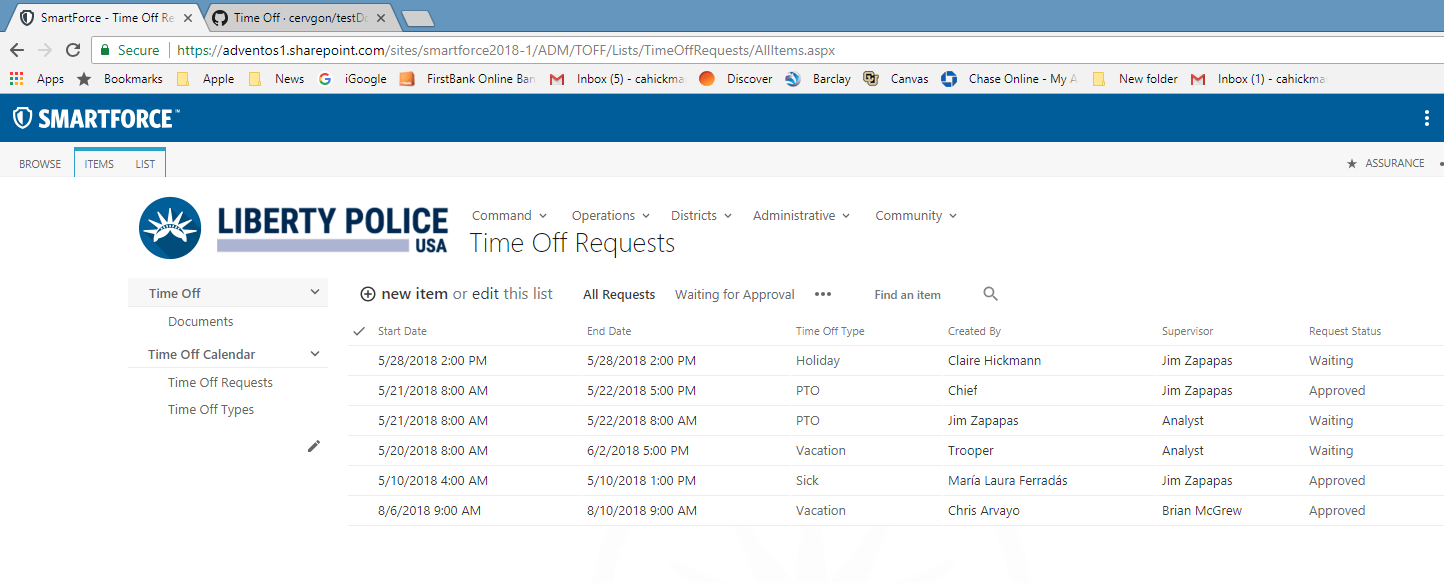 SmartForce - Time Off Re
Time Off · cervgon/testDo
Secure https://adventos1.sharepoint.com/sites/smartforce2018-1/ADM/TOFF/Lists/TimeOffRequests/AllItems.aspx
Apps Bookmarks Apple News iGoogle FirstBank Online Ban Inbox (5) - cahickma Discover Barclay Canvas Chase Online - My A New folder Inbox (1) - cahickma
SMARTFORCE™
BROWSE ITEMS LIST ASSURANCE
LIBERTY POLICE
USA
Command Operations Districts Administrative Community
Time Off Requests
Time Off
Documents
Time Off Calendar
Time Off Requests
Time Off Types
new item or edit this list All Requests Waiting for Approval ••• Find an item
Start Date End Date Time Off Type Created By Supervisor Request Status
5/28/2018 2:00 PM 5/28/2018 2:00 PM Holiday Claire Hickmann Jim Zapapas Waiting
5/21/2018 8:00 AM 5/22/2018 5:00 PM PTO Chief Jim Zapapas Approved
5/21/2018 8:00 AM 5/22/2018 8:00 AM PTO Jim Zapapas Analyst Waiting
5/20/2018 8:00 AM 6/2/2018 5:00 PM Vacation Trooper Analyst Waiting
5/10/2018 4:00 AM 5/10/2018 1:00 PM Sick María Laura Ferradás Jim Zapapas Approved
8/6/2018 9:00 AM 8/10/2018 9:00 AM Vacation Chris Arvayo Brian McGrew Approved